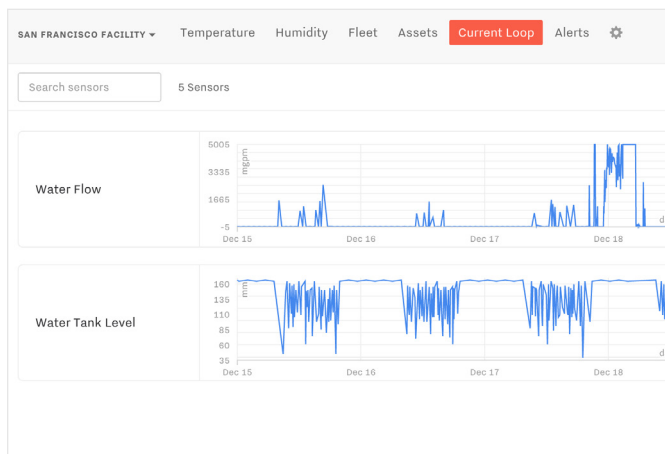 SAN FRANCISCO FACILITY Temperature Humidity Fleet Assets Current Loop Alerts
Search sensors 5 Sensors
Water Flow
5005
3335
1665
-5
mgpm
Dec 15 Dec 16 Dec 17 Dec 18
d
Water Tank Level
160
135
110
85
60
35
mm
Dec 15 Dec 16 Dec 17 Dec 18
d